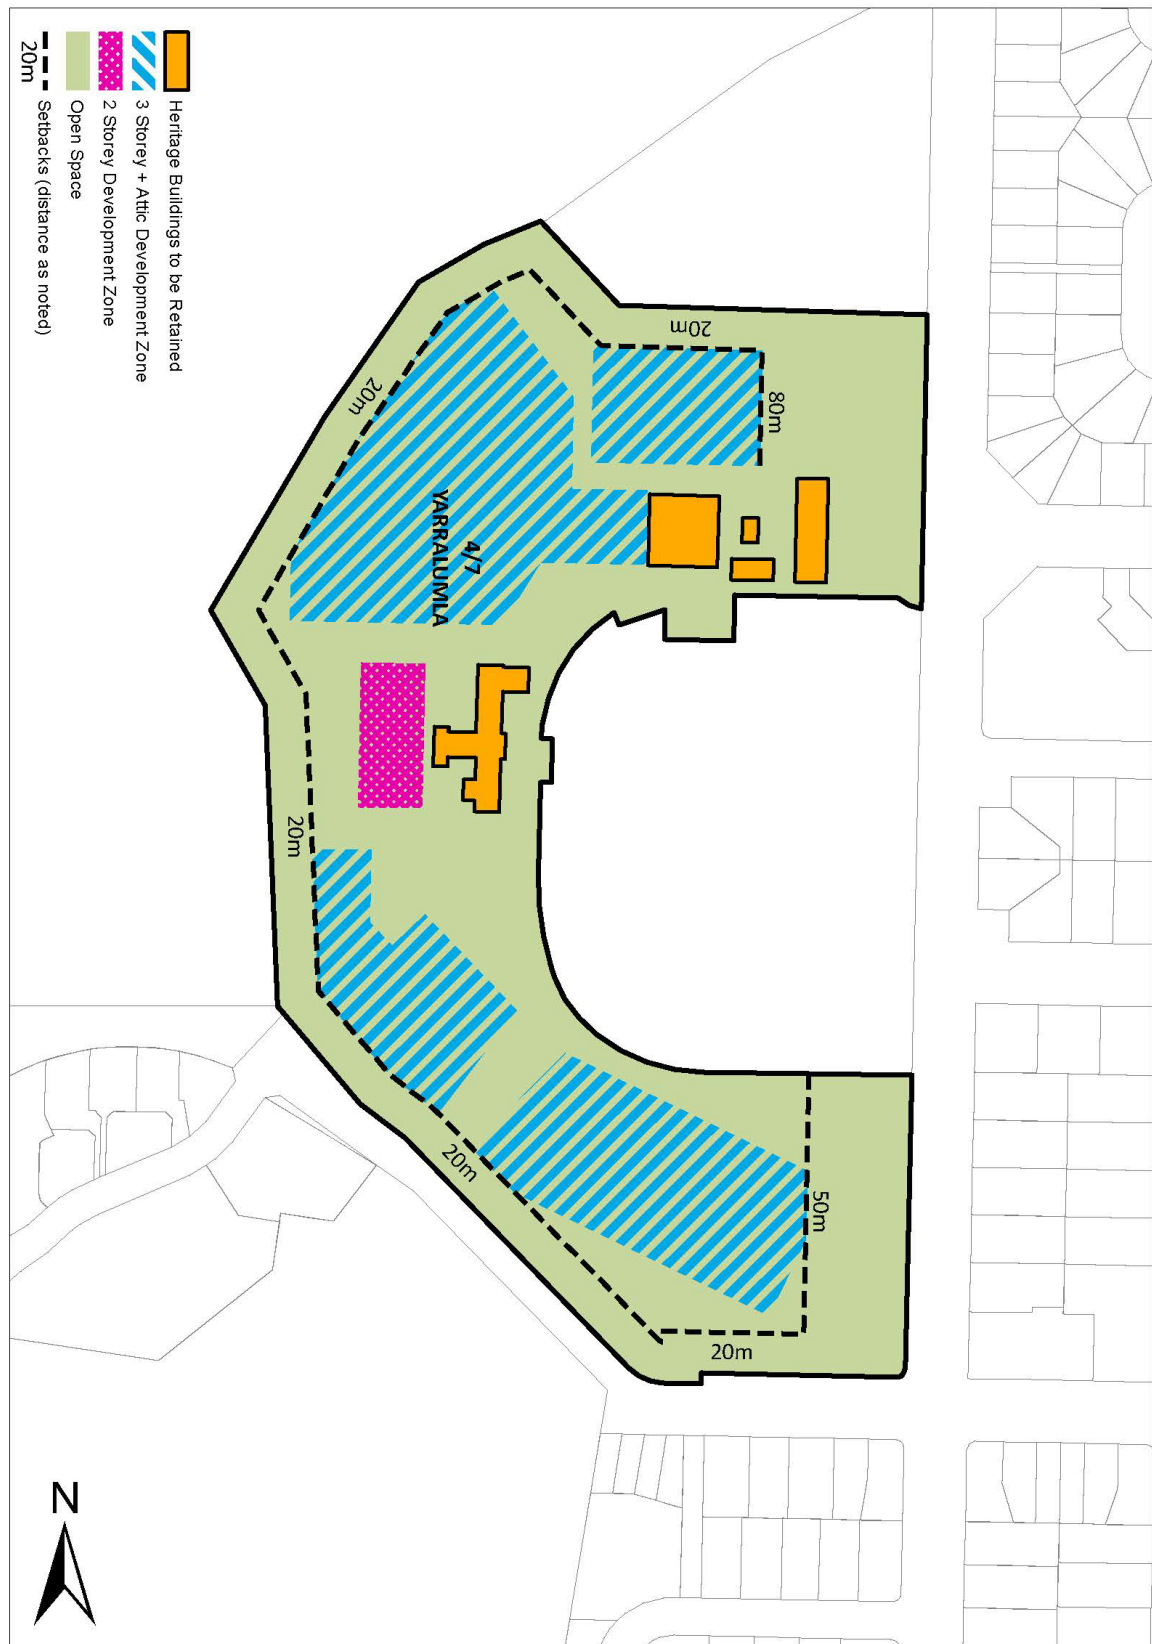 Heritage Buildings to be Retained
3 Storey + Attic Development Zone
2 Storey Development Zone
Open Space
20m
Setbacks (distance as noted)
20m
80m
20m
4/7
YARRALUMLA
20m
20m
50m
20m
N